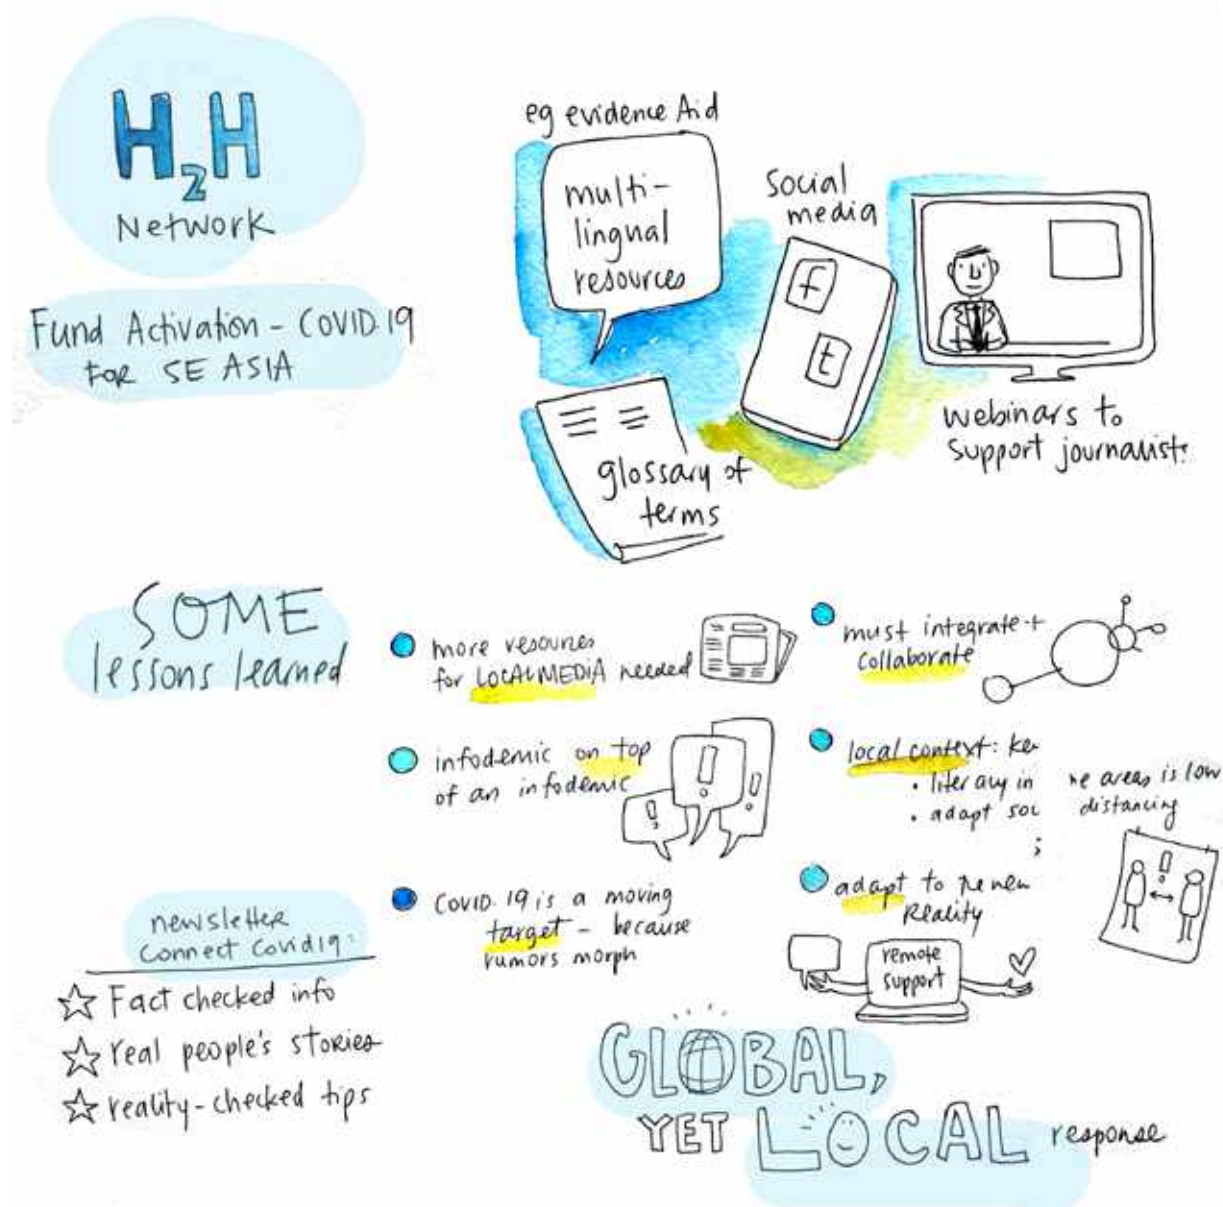 H2H
Network
Fund Activation - COVID.19
FOR SE ASIA
eg evidence Aid
multi-
lingual
resources
social
media
f
t
webinars to
support journalist
glossary of
terms
SOME
lessons learned
more resources
for LOCAL MEDIA needed
infodemic on top
of an infodemic
COVID.19 is a moving
target - because
rumors morph
must integrate +
collaborate
local context:
• literacy in areas is low
• adapt distancing
adapt to
Reality
remote
support
newsletter
Connect Covid19:
Fact checked info
real people's stories
reality-checked tips
GLOBAL,
YET LOCAL response